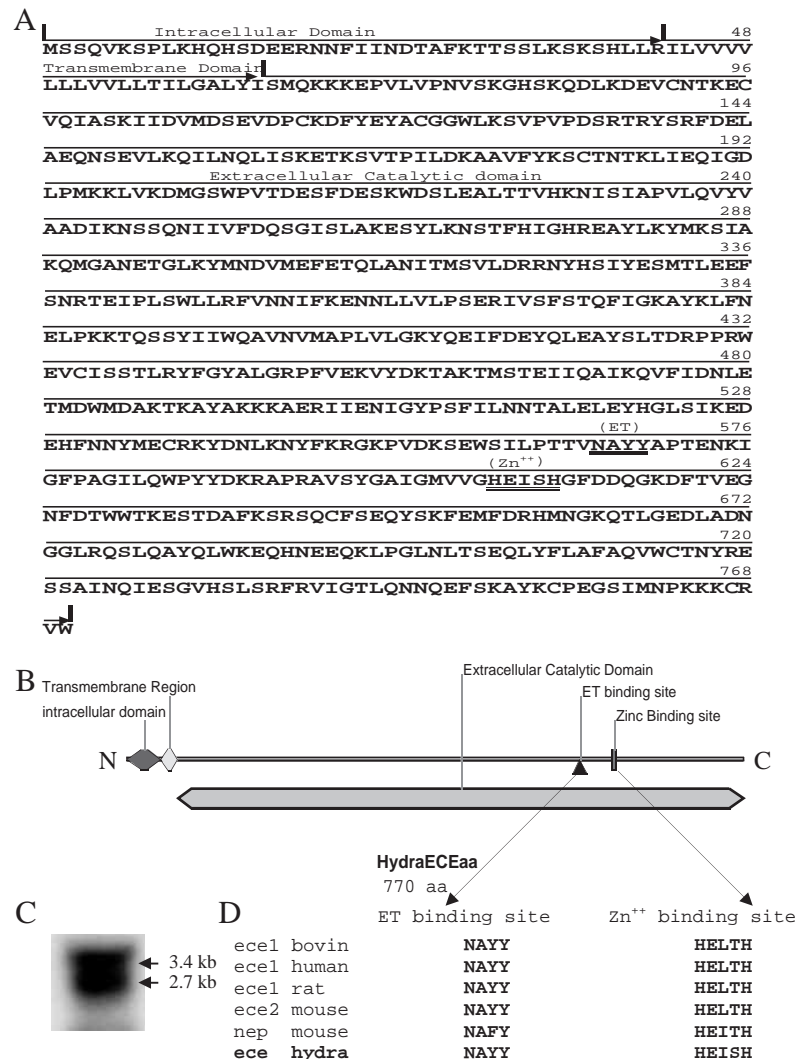 A
Intracellular Domain 48
MSSQVKSPLKHQHSDEERNNFIINDTAFKTTSSLKSKSHLLRILVVVV
Transmembrane Domain 96
LLLVVLLTILGALYISMQKKKEPVLVPNVSKGHSKQDLKDEVCNTKEC
144
VQIASKIIDVMDSEVDPCKDFYEYACGGWLKSVPVPDSRTRYSRFDEL
192
AEQNSEVLKQILNQLISKETKSVTPILDKAAVFYKSCTNTKLIEQIGD
Extracellular Catalytic domain 240
LPMKKLVKDMGSWPVTDESFDESKWDSLEALTTVHKNISIAPVLQVYV
288
AADIKNSSQNIIVFDQSGISLAKESYLKNSTFHIGHREAYLKYMKSIA
336
KQMGANETGLKYMNDVMEFETQLANITMSVLDRRNYHSIYESMTLEEF
384
SNRTEIPLSWLLRFVNNIFKENNLLVLPSERIVSFSTQFIGKAYKLFN
432
ELPKKTQSSYIIWQAVNVMAPLVLGKYQEIFDEYQLEAYSLTDRPPRW
480
EVCISSTLRYFGYALGRPFVEKVYDKTAKTMSTEIIQAIKQVFIDNLE
528
TMDWMDAKTKAYAKKKAERIIENIGYPSFILNNTALELEYHGLSIKED
(ET) 576
EHFNNYMECRKYDNLKNYFKRGKPVDKSEWSILPTTVNAYYAPTENKI
(Zn++) 624
GFPAGILQWPYYDKRAPRAVSYGAIGMVVGHEISHGFDDQGKDFTVEG
672
NFDTWWTKESTDAFKSRSQCFSEQYSKFEMFDRHMNGKQTLGEDLADN
720
GGLRQSLQAYQLWKEQHNEEQKLPGLNLTSEQLYFLAFAQVWCTNYRE
768
SSAINQIESGVHSLSRFRVIGTLQNNQEFSKAYKCPEGSIMNPKKKCR
VW
B
Extracellular Catalytic Domain
Transmembrane Region
ET binding site
intracellular domain
Zinc Binding site
N C
HydraECEaa
770 aa
C
3.4 kb
2.7 kb
D
ET binding site Zn++ binding site
ece1 bovin NAYY HELTH
ece1 human NAYY HELTH
ece1 rat NAYY HELTH
ece2 mouse NAYY HELTH
nep mouse NAFY HEITH
ece hydra NAYY HEISH